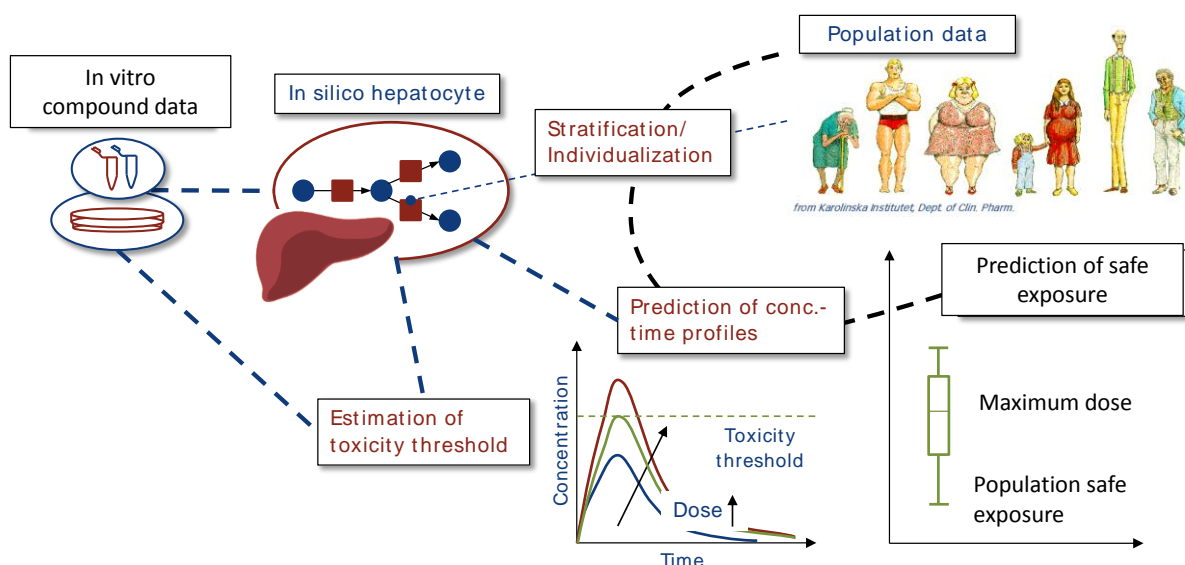 Population data
In vitro
compound data
In silico hepatocyte
Stratification/
Individualization
from Karolinska Institutet, Dept. of Clin. Pharm.
Prediction of safe
exposure
Prediction of conc.-
time profiles
Estimation of
toxicity threshold
Concentration
Toxicity
threshold
Dose
Time
Maximum dose
Population safe
exposure